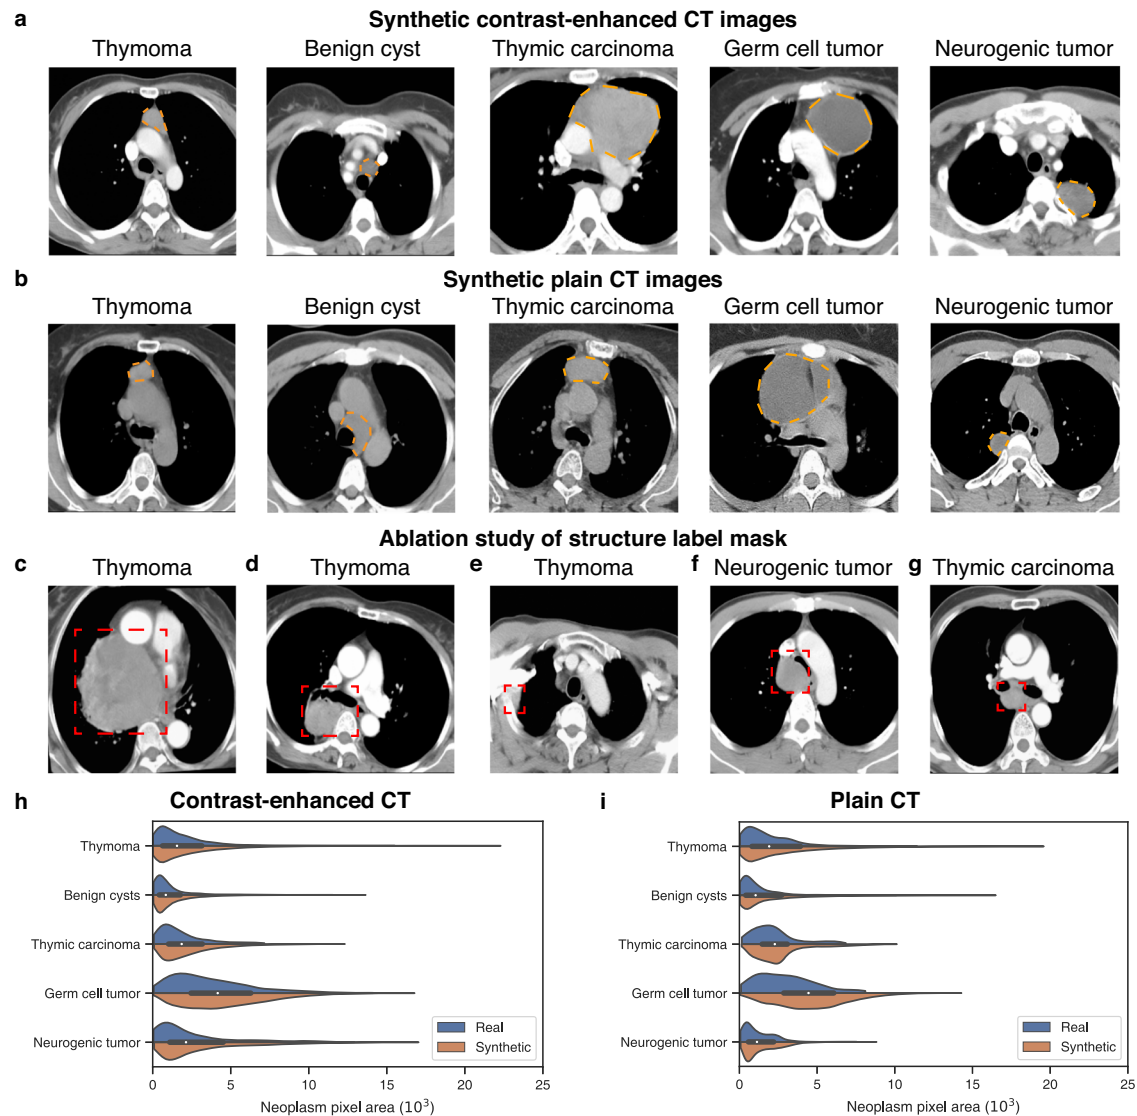 a
Synthetic contrast-enhanced CT images
Thymoma
Benign cyst
Thymic carcinoma
Germ cell tumor
Neurogenic tumor
b
Synthetic plain CT images
Thymoma
Benign cyst
Thymic carcinoma
Germ cell tumor
Neurogenic tumor
Ablation study of structure label mask
c
Thymoma
d
Thymoma
e
Thymoma
f
Neurogenic tumor
g
Thymic carcinoma
h
Contrast-enhanced CT
Thymoma
Benign cysts
Thymic carcinoma
Germ cell tumor
Neurogenic tumor
Real
Synthetic
0 5 10 15 20 25
Neoplasm pixel area (10³)
i
Plain CT
Thymoma
Benign cysts
Thymic carcinoma
Germ cell tumor
Neurogenic tumor
Real
Synthetic
0 5 10 15 20 25
Neoplasm pixel area (10³)